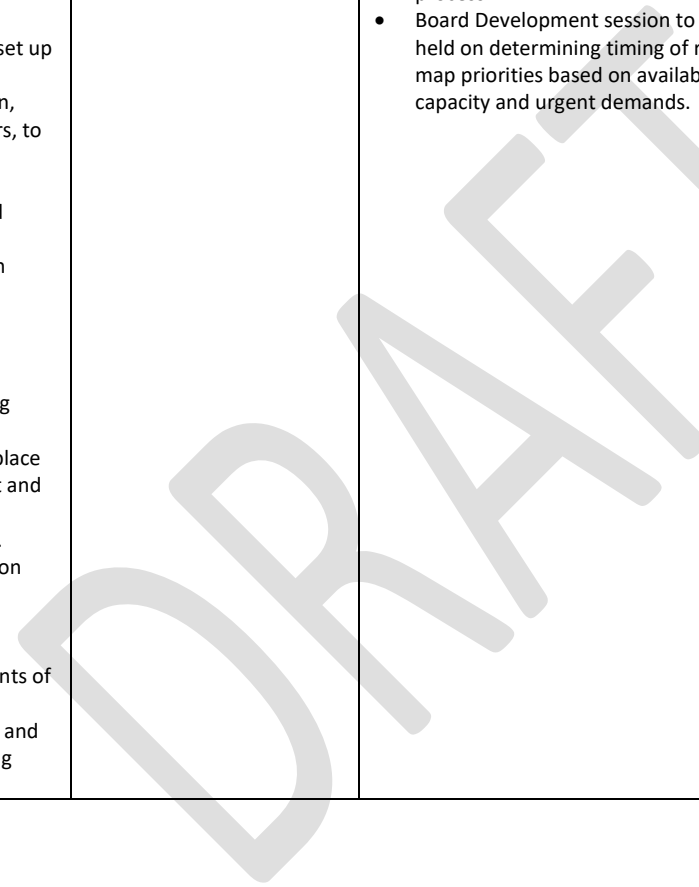 set up
n,
rs, to
d
n
g
place
t and
.
on
nts of
and
g
• Board Development session to
held on determining timing of r
map priorities based on availab
capacity and urgent demands.
DRAFT